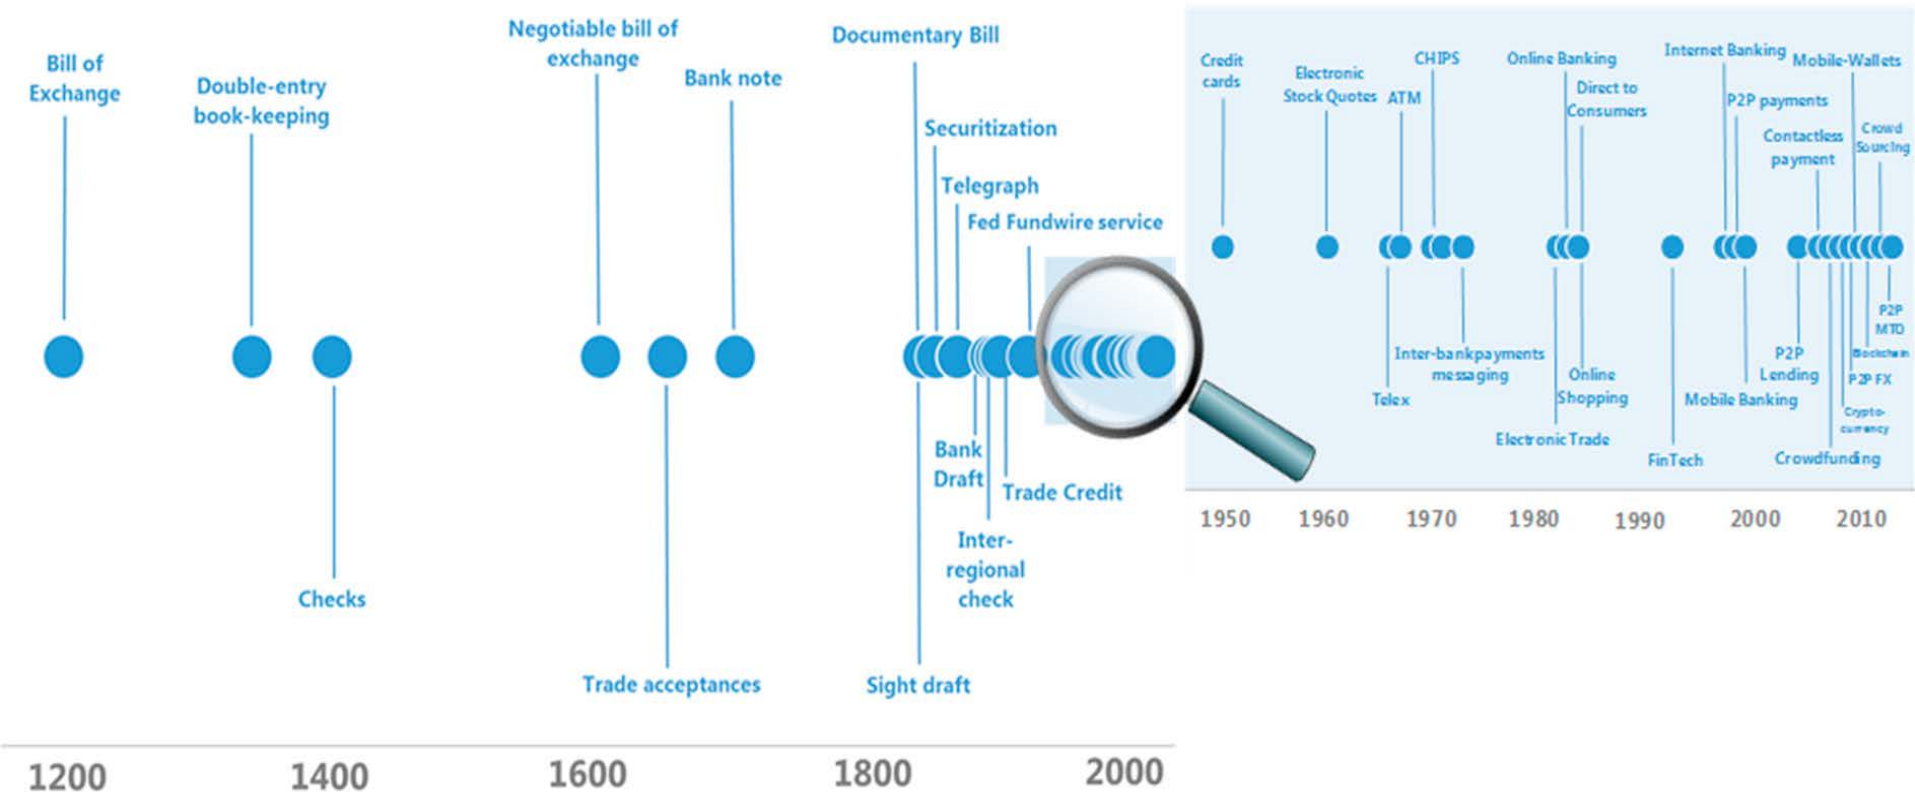 Bill of
Exchange
Double-entry
book-keeping
Checks
Negotiable bill of
exchange
Trade acceptances
Bank note
Documentary Bill
Securitization
Telegraph
Fed Fundwire service
Bank
Draft
Trade Credit
Inter-
regional
check
Sight draft
1200
1400
1600
1800
2000
Credit
cards
Electronic
Stock Quotes
ATM
CHIPS
Online Banking
Direct to
Consumers
Internet Banking
P2P payments
Mobile-Wallets
Contactless
payment
Crowd
Sourcing
Telex
Inter-bankpayments
messaging
Electronic Trade
Online
Shopping
FinTech
Mobile Banking
P2P
Lending
Crowdfunding
Crypto-
currency
P2P FX
Blockchain
P2P
MTO
1950
1960
1970
1980
1990
2000
2010